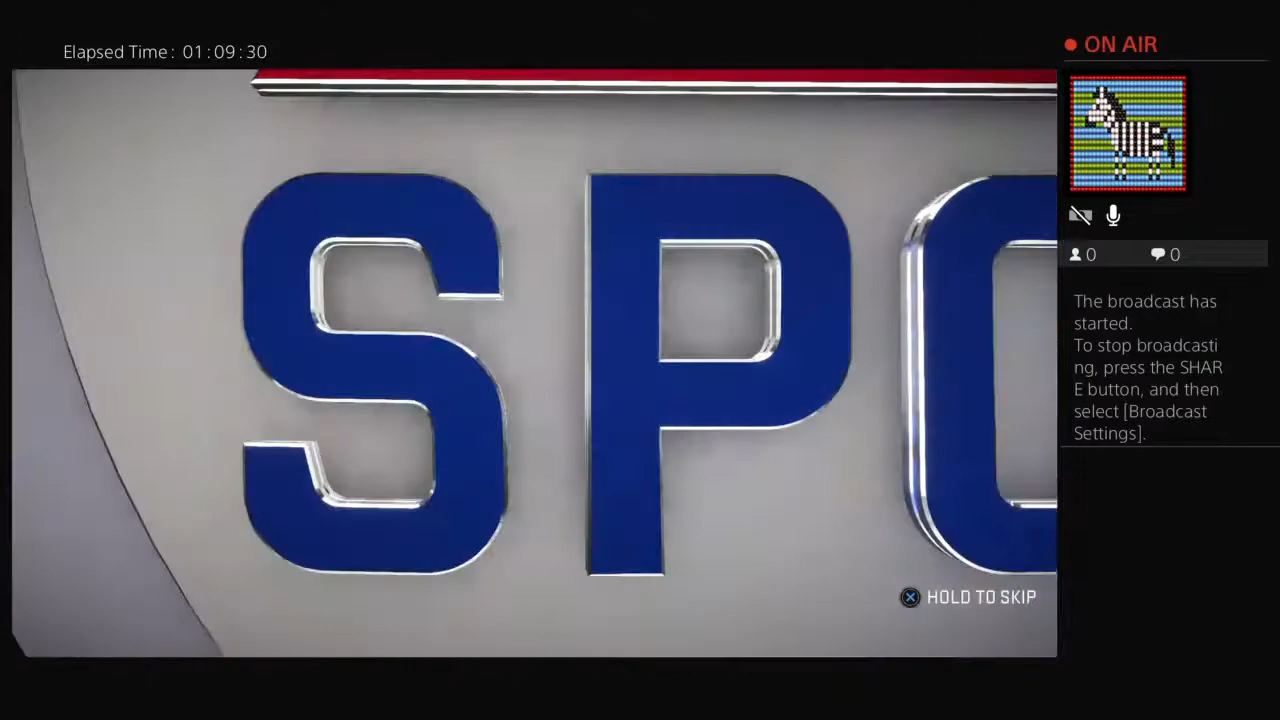 Elapsed Time: 01:09:30
ON AIR
SPO
0
0
The broadcast has
started.
To stop broadcasti
ng, press the SHAR
E button, and then
select [Broadcast
Settings].
HOLD TO SKIP